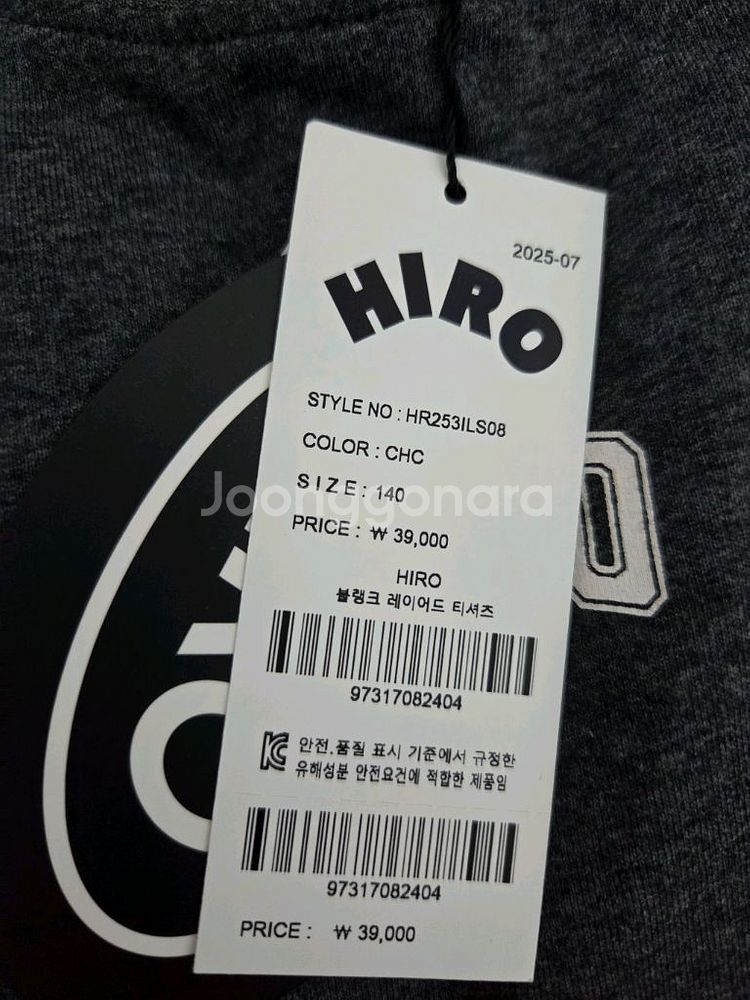 2025-07
HIRO
STYLE NO : HR253ILS08
COLOR : CHC
SIZE : 140
Joonggonara
PRICE : ₩ 39,000
HIRO
블랭크 레이어드 티셔츠
97317082404
안전.품질 표시 기준에서 규정한
유해성분 안전요건에 적합한 제품임
97317082404
PRICE : ₩ 39,000